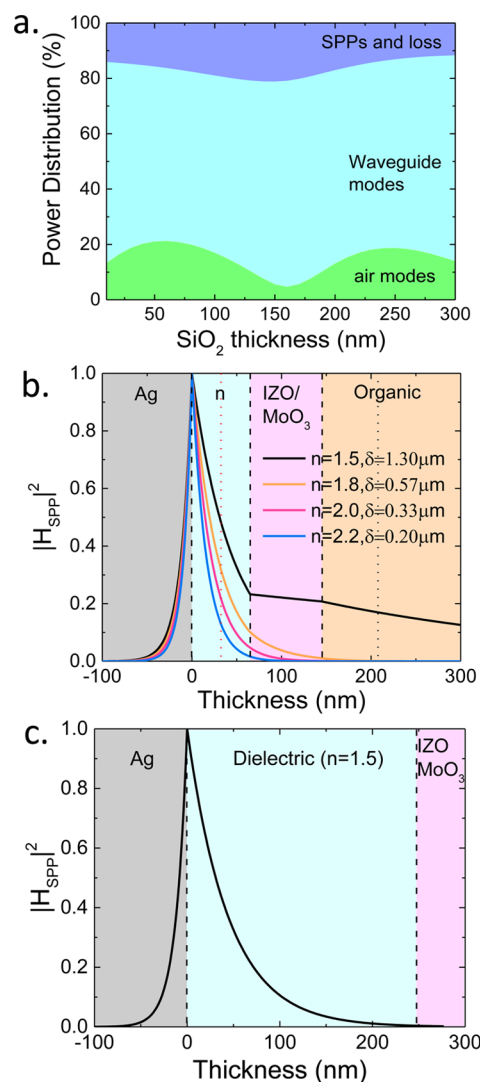 a.
100
80
60
40
20
0
Power Distribution (%)
SPPs and loss
Waveguide
modes
air modes
50
100
150
200
250
300
SiO₂ thickness (nm)
b.
1.0
0.8
0.6
0.4
0.2
0.0
|H_SPP|²
Ag
n
IZO/
MoO₃
Organic
n=1.5,δ=1.30μm
n=1.8,δ=0.57μm
n=2.0,δ=0.33μm
n=2.2,δ=0.20μm
-100
0
100
200
300
Thickness (nm)
c.
1.0
0.8
0.6
0.4
0.2
0.0
|H_SPP|²
Ag
Dielectric (n=1.5)
IZO
MoO₃
-100
0
100
200
300
Thickness (nm)